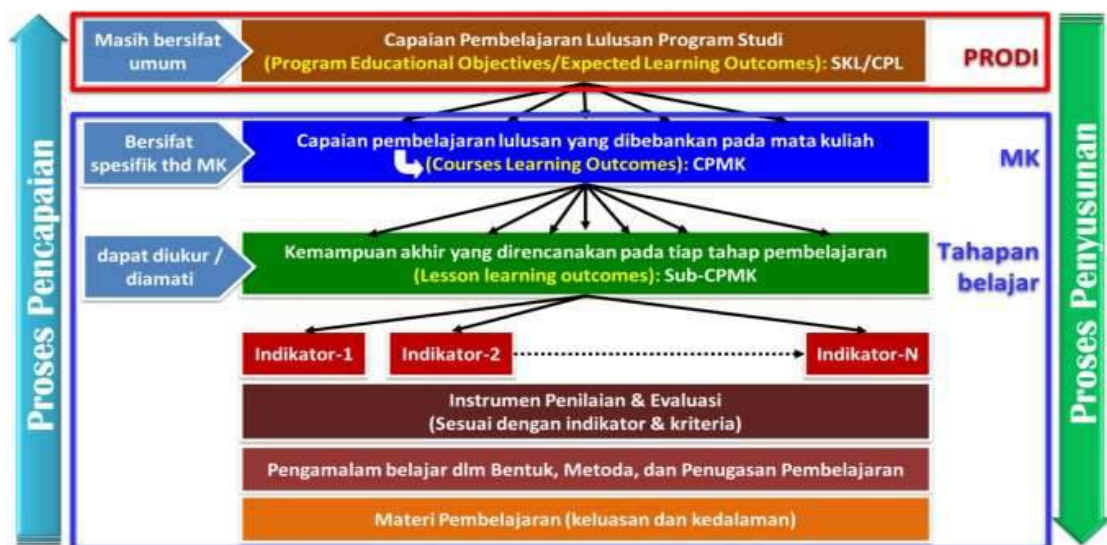 Proses Pencapaian
Masih bersifat
umum
Capaian Pembelajaran Lulusan Program Studi
(Program Educational Objectives/Expected Learning Outcomes): SKL/CPL
PRODI
Bersifat
spesifik thd MK
Capaian pembelajaran lulusan yang dibebankan pada mata kuliah
(Courses Learning Outcomes): CPMK
MK
dapat diukur /
diamati
Kemampuan akhir yang direncanakan pada tiap tahap pembelajaran
(Lesson learning outcomes): Sub-CPMK
Tahapan
belajar
Indikator-1
Indikator-2
Indikator-N
Instrumen Penilaian & Evaluasi
(Sesuai dengan indikator & kriteria)
Pengamalam belajar dlm Bentuk, Metoda, dan Penugasan Pembelajaran
Materi Pembelajaran (keluasan dan kedalaman)
Proses Penyusunan